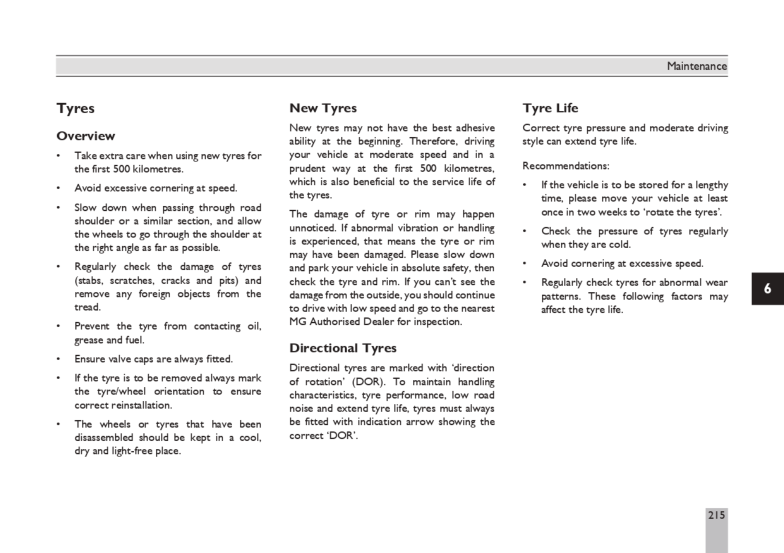 Maintenance
Tyres
Overview
• Take extra care when using new tyres for
the first 500 kilometres.
• Avoid excessive cornering at speed.
• Slow down when passing through road
shoulder or a similar section, and allow
the wheels to go through the shoulder at
the right angle as far as possible.
• Regularly check the damage of tyres
(stabs, scratches, cracks and pits) and
remove any foreign objects from the
tread.
• Prevent the tyre from contacting oil,
grease and fuel.
• Ensure valve caps are always fitted.
• If the tyre is to be removed always mark
the tyre/wheel orientation to ensure
correct reinstallation.
• The wheels or tyres that have been
disassembled should be kept in a cool,
dry and light-free place.
New Tyres
New tyres may not have the best adhesive
ability at the beginning. Therefore, driving
your vehicle at moderate speed and in a
prudent way at the first 500 kilometres,
which is also beneficial to the service life of
the tyres.
The damage of tyre or rim may happen
unnoticed. If abnormal vibration or handling
is experienced, that means the tyre or rim
may have been damaged. Please slow down
and park your vehicle in absolute safety, then
check the tyre and rim. If you can't see the
damage from the outside, you should continue
to drive with low speed and go to the nearest
MG Authorised Dealer for inspection.
Directional Tyres
Directional tyres are marked with 'direction
of rotation' (DOR). To maintain handling
characteristics, tyre performance, low road
noise and extend tyre life, tyres must always
be fitted with indication arrow showing the
correct 'DOR'.
Tyre Life
Correct tyre pressure and moderate driving
style can extend tyre life.
Recommendations:
• If the vehicle is to be stored for a lengthy
time, please move your vehicle at least
once in two weeks to 'rotate the tyres'.
• Check the pressure of tyres regularly
when they are cold.
• Avoid cornering at excessive speed.
• Regularly check tyres for abnormal wear
patterns. These following factors may
affect the tyre life.
6
215